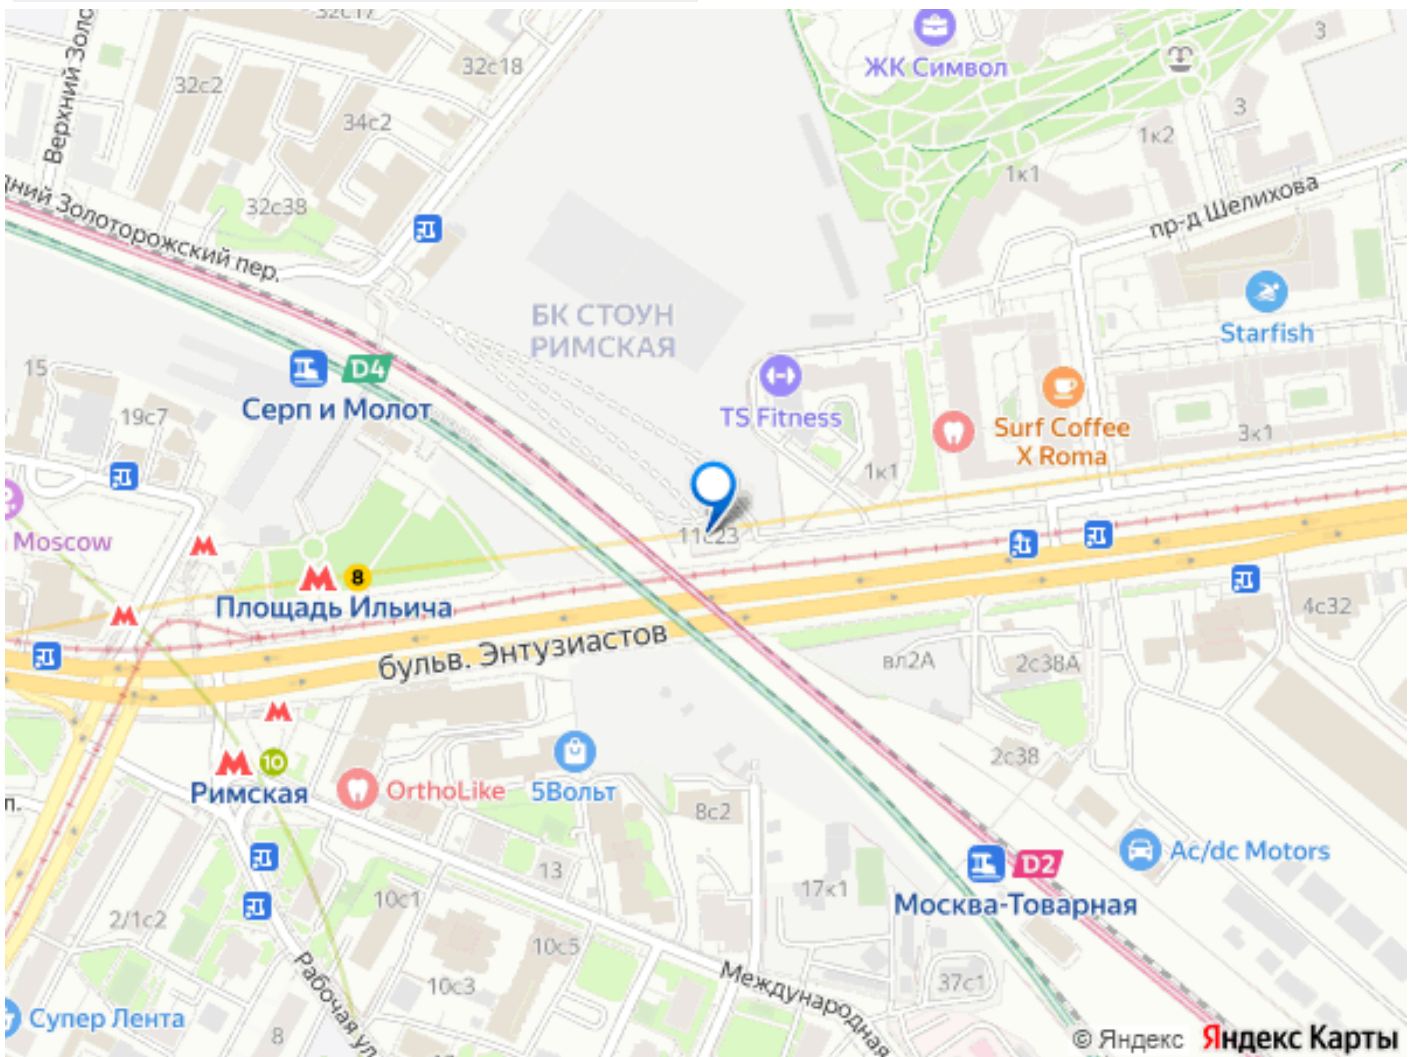 32с17
32с18
ЖК Символ
3
Верхний Золо
32с2
34с2
3
1к2
1к1
пр-д Шелихова
32с38
ний Золоторожский пер.
БК СТОУН
РИМСКАЯ
Starfish
15
D4
Серп и Молот
19с7
TS Fitness
Surf Coffee
X Roma
3к1
1к1
Moscow
8
Площадь Ильича
бульв. Энтузиастов
4с32
вл2А
2с38А
2с38
10
Римская
OrthoLike
5Вольт
8с2
Ac/dc Motors
D2
Москва-Товарная
л.
13
17к1
10с1
2/1с2
10с5
10с3
Рабочая ул.
Международная
37с1
Супер Лента
8
© Яндекс Яндекс Карты